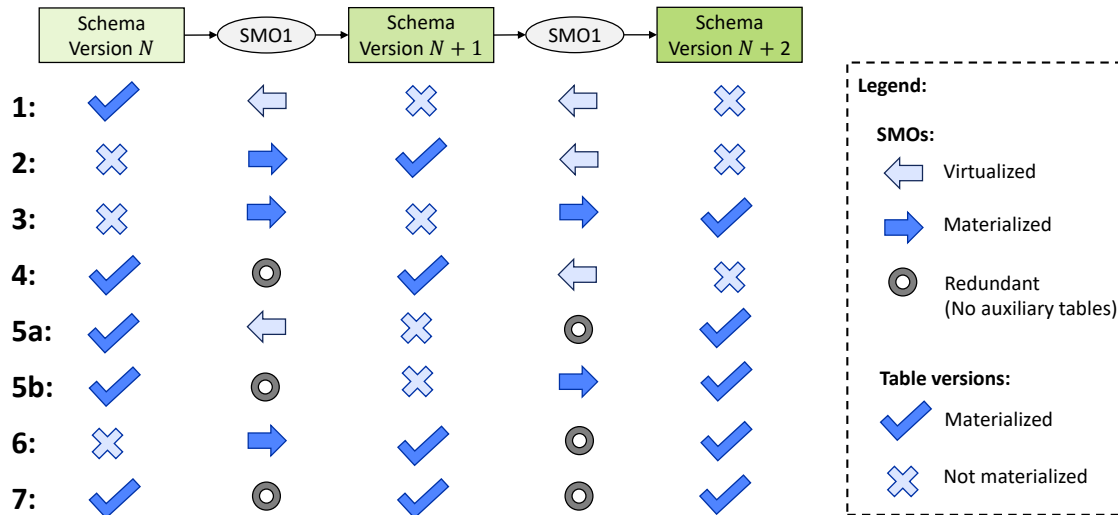 Schema
Version N
SMO1
Schema
Version N + 1
SMO1
Schema
Version N + 2
1:
2:
3:
4:
5a:
5b:
6:
7:
Legend:
SMOs:
Virtualized
Materialized
Redundant
(No auxiliary tables)
Table versions:
Materialized
Not materialized